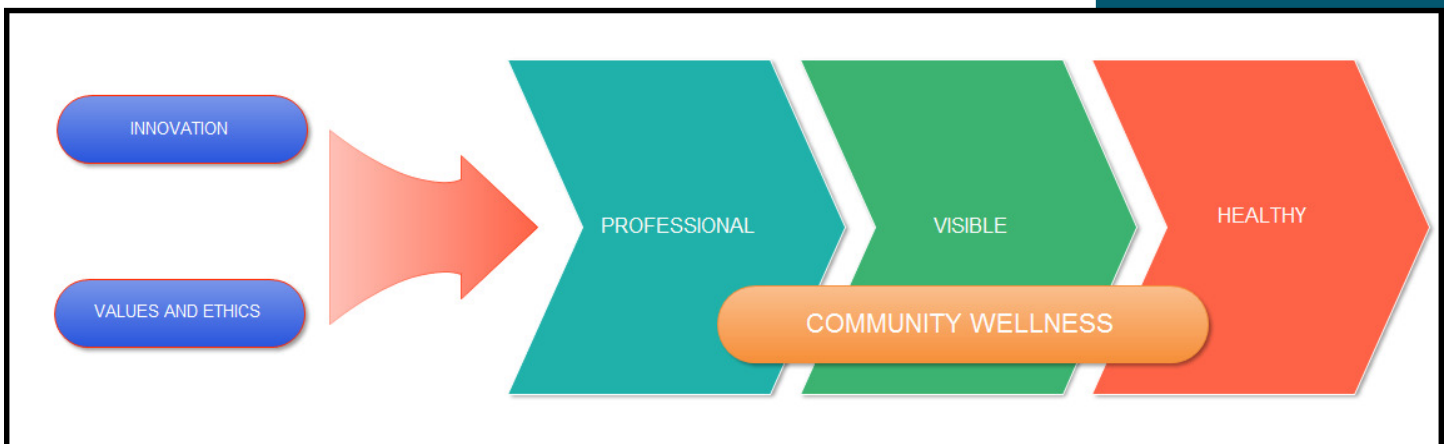 INNOVATION
VALUES AND ETHICS
PROFESSIONAL
VISIBLE
HEALTHY
COMMUNITY WELLNESS